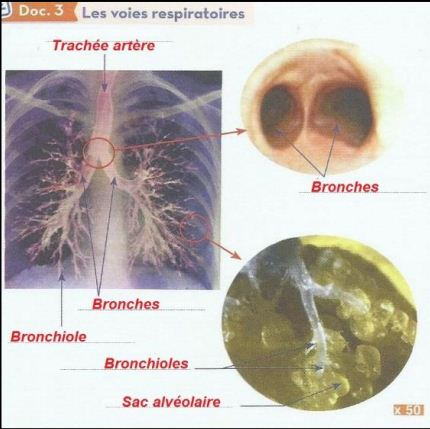 Doc. 3 Les voies respiratoires
Trachée artère
Bronches
Bronches
Bronchiole
Bronchioles
Sac alvéolaire
x 50